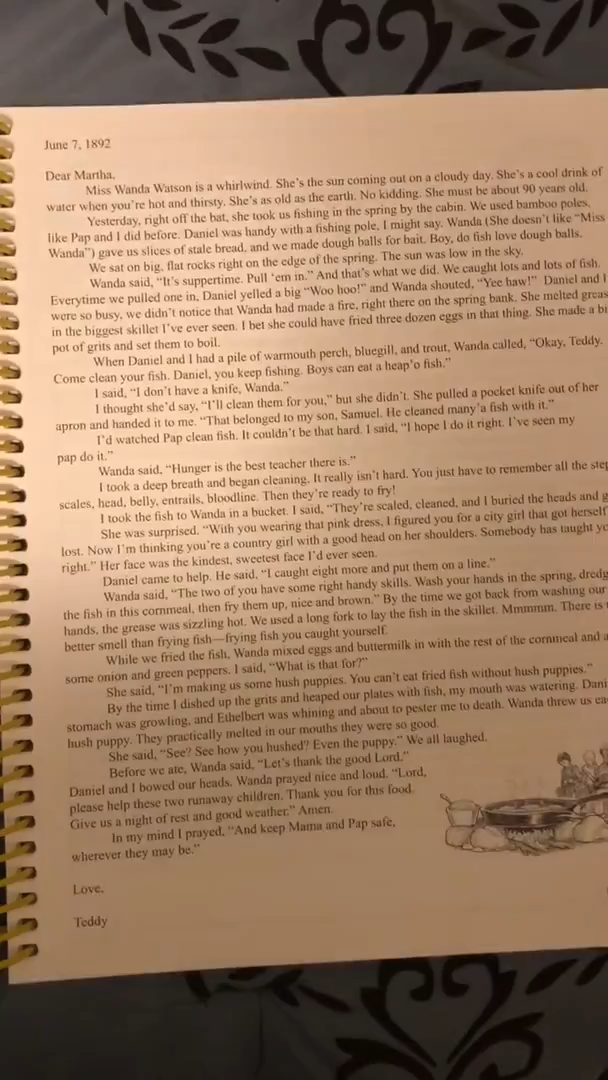 June 7, 1892
Dear Martha,
Miss Wanda Watson is a whirlwind. She's the sun coming out on a cloudy day. She's a cool drink of
water when you're hot and thirsty. She's as old as the earth. No kidding. She must be about 90 years old.
Yesterday, right off the bat, she took us fishing in the spring by the cabin. We used bamboo poles,
like Pap and I did before. Daniel was handy with a fishing pole, I might say. Wanda (She doesn't like "Miss
Wanda") gave us slices of stale bread, and we made dough balls for bait. Boy, do fish love dough balls.
We sat on big, flat rocks right on the edge of the spring. The sun was low in the sky.
Wanda said, "It's suppertime. Pull 'em in." And that's what we did. We caught lots and lots of fish.
Everytime we pulled one in, Daniel yelled a big "Woo hoo!" and Wanda shouted, "Yee haw!" Daniel and I
were so busy, we didn't notice that Wanda had made a fire, right there on the spring bank. She melted
in the biggest skillet I've ever seen. I bet she could have fried three dozen eggs in that thing. She made a
pot of grits and set them to boil.
When Daniel and I had a pile of warmouth perch, bluegill, and trout, Wanda called, "Okay, Teddy.
Come clean your fish. Daniel, you keep fishing. Boys can eat a heap'o fish."
I said, "I don't have a knife, Wanda."
I thought she'd say, "I'll clean them for you," but she didn't. She pulled a pocket knife out of her
apron and handed it to me. "That belonged to my son, Samuel. He cleaned many'a fish with it."
I'd watched Pap clean fish. It couldn't be that hard. I said, "I hope I do it right. I've seen my
pap do it."
Wanda said, "Hunger is the best teacher there is."
I took a deep breath and began cleaning. It really isn't hard. You just have to remember all the
scales, head, belly, entrails, bloodline. Then they're ready to fry!
I took the fish to Wanda in a bucket. I said, "They're scaled, cleaned, and I buried the heads and
She was surprised. "With you wearing that pink dress, I figured you for a city girl that got herself
lost. Now I'm thinking you're a country girl with a good head on her shoulders. Somebody has taught
right." Her face was the kindest, sweetest face I'd ever seen.
Daniel came to help. He said, "I caught eight more and put them on a line."
Wanda said, "The two of you have some right handy skills. Wash your hands in the spring,
the fish in this cornmeal, then fry them up, nice and brown." By the time we got back from washing our
hands, the grease was sizzling hot. We used a long fork to lay the fish in the skillet. Mmmmm. There is
better smell than frying fish—frying fish you caught yourself.
While we fried the fish, Wanda mixed eggs and buttermilk in with the rest of the cornmeal and
some onion and green peppers. I said, "What is that for?"
She said, "I'm making us some hush puppies. You can't eat fried fish without hush puppies."
By the time I dished up the grits and heaped our plates with fish, my mouth was watering.
stomach was growling, and Ethelbert was whining and about to pester me to death. Wanda threw us
hush puppy. They practically melted in our mouths they were so good.
She said, "See? See how you hushed? Even the puppy." We all laughed.
Before we ate, Wanda said, "Let's thank the good Lord."
Daniel and I bowed our heads. Wanda prayed nice and loud. "Lord,
please help these two runaway children. Thank you for this food.
Give us a night of rest and good weather." Amen.
In my mind I prayed, "And keep Mama and Pap safe,
wherever they may be."
Love,
Teddy